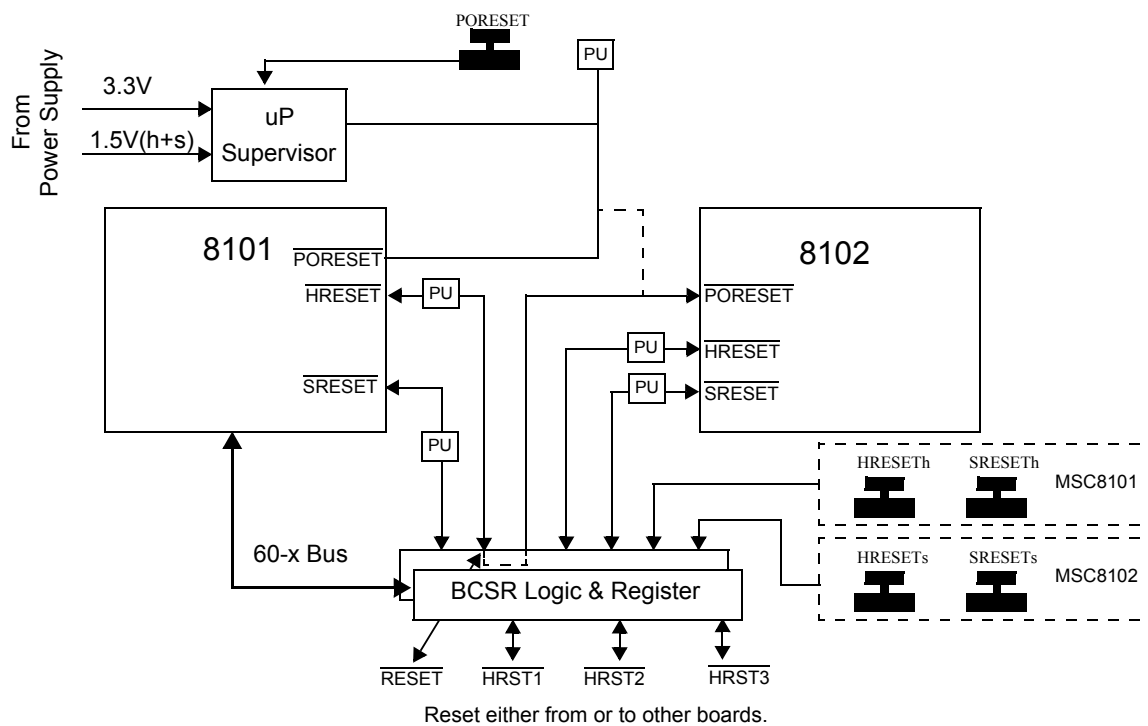 PORESET
PU
From
Power Supply
3.3V
1.5V(h+s)
uP
Supervisor
8101
PORESET
HRESET
SRESET
PU
PU
8102
PORESET
HRESET
SRESET
PU
PU
HRESETh
SRESETh
MSC8101
HRESETs
SRESETs
MSC8102
60-x Bus
BCSR Logic & Register
RESET
HRST1
HRST2
HRST3
Reset either from or to other boards.